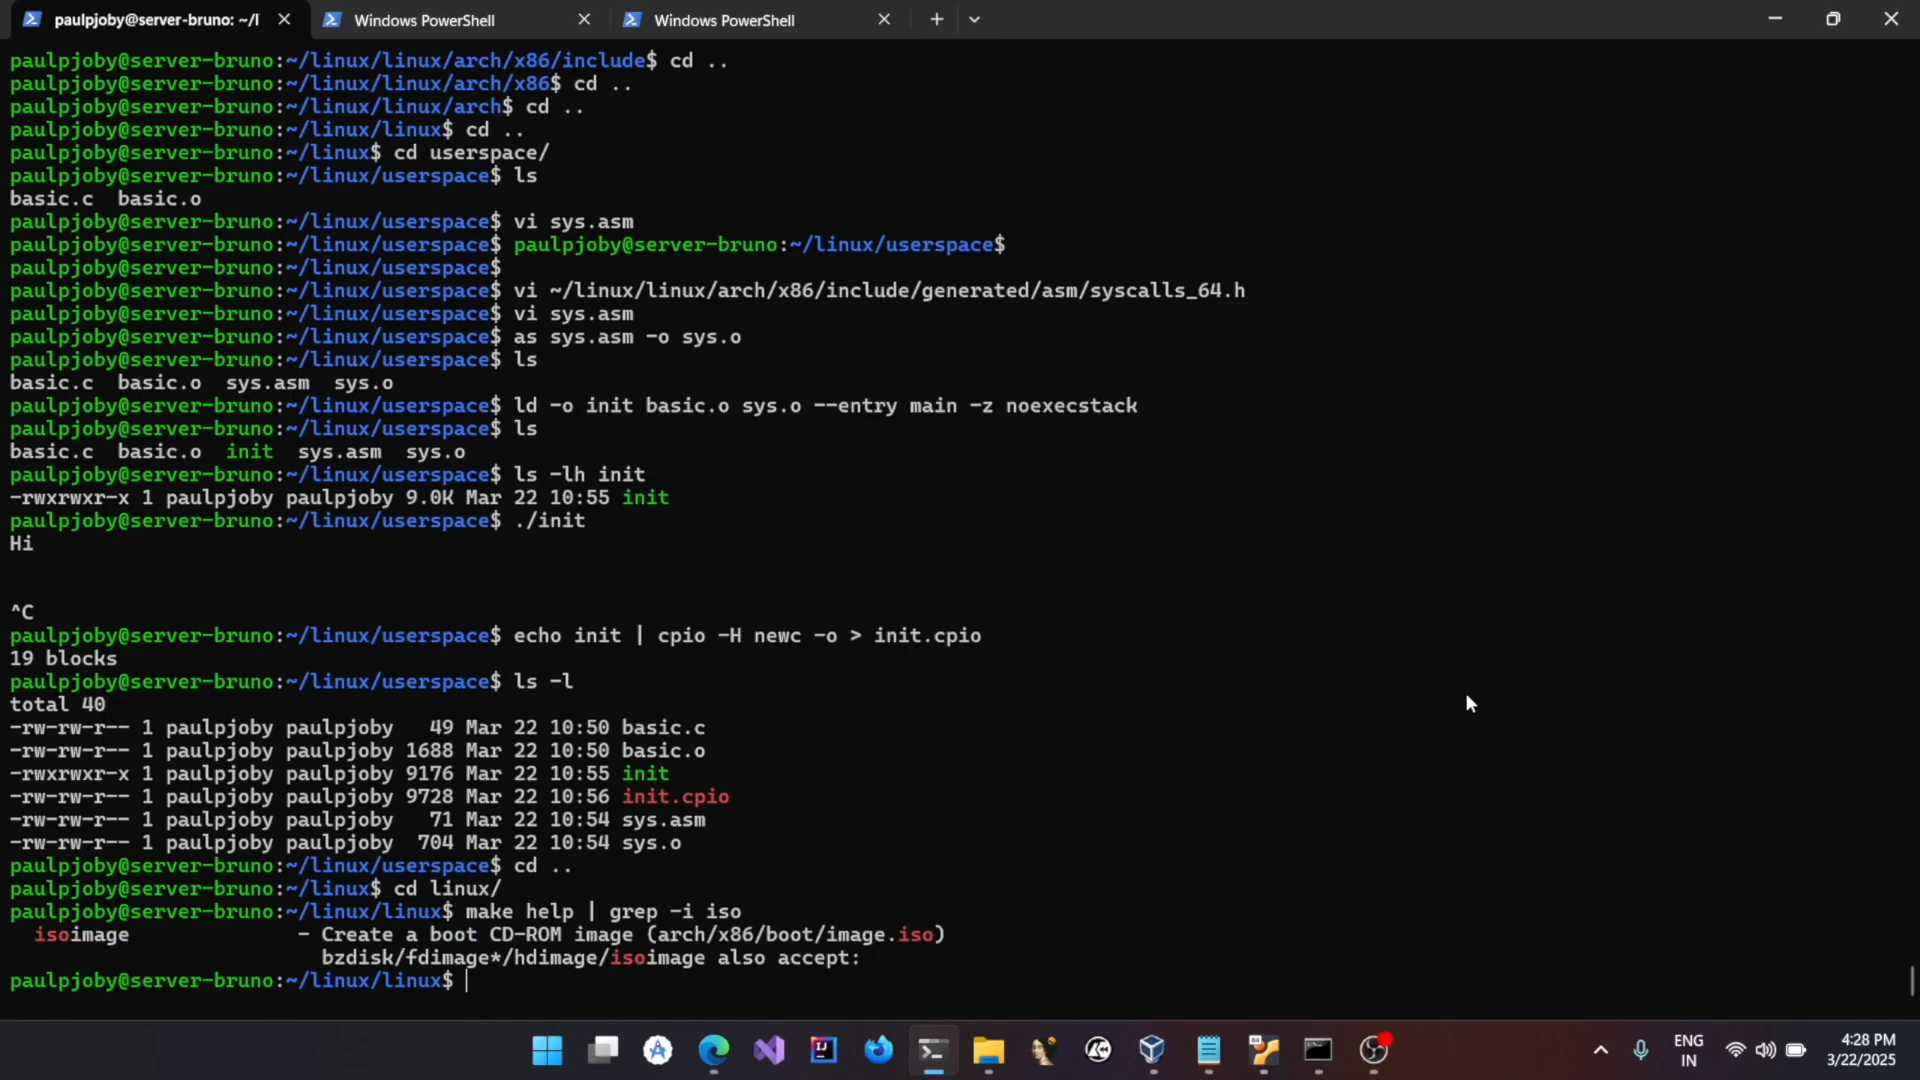 paulpjoby@server-bruno: ~/l
Windows PowerShell
Windows PowerShell
paulpjoby@server-bruno:~/linux/linux/arch/x86/include$ cd ..
paulpjoby@server-bruno:~/linux/linux/arch/x86$ cd ..
paulpjoby@server-bruno:~/linux/linux/arch$ cd ..
paulpjoby@server-bruno:~/linux/linux$ cd ..
paulpjoby@server-bruno:~/linux$ cd userspace/
paulpjoby@server-bruno:~/linux/userspace$ ls
basic.c  basic.o
paulpjoby@server-bruno:~/linux/userspace$ vi sys.asm
paulpjoby@server-bruno:~/linux/userspace$ paulpjoby@server-bruno:~/linux/userspace$
paulpjoby@server-bruno:~/linux/userspace$
paulpjoby@server-bruno:~/linux/userspace$ vi ~/linux/linux/arch/x86/include/generated/asm/syscalls_64.h
paulpjoby@server-bruno:~/linux/userspace$ vi sys.asm
paulpjoby@server-bruno:~/linux/userspace$ as sys.asm -o sys.o
paulpjoby@server-bruno:~/linux/userspace$ ls
basic.c  basic.o  sys.asm  sys.o
paulpjoby@server-bruno:~/linux/userspace$ ld -o init basic.o sys.o --entry main -z noexecstack
paulpjoby@server-bruno:~/linux/userspace$ ls
basic.c  basic.o  init  sys.asm  sys.o
paulpjoby@server-bruno:~/linux/userspace$ ls -lh init
-rwxrwxr-x 1 paulpjoby paulpjoby 9.0K Mar 22 10:55 init
paulpjoby@server-bruno:~/linux/userspace$ ./init
Hi
^C
paulpjoby@server-bruno:~/linux/userspace$ echo init | cpio -H newc -o > init.cpio
19 blocks
paulpjoby@server-bruno:~/linux/userspace$ ls -l
total 40
-rw-rw-r-- 1 paulpjoby paulpjoby   49 Mar 22 10:50 basic.c
-rw-rw-r-- 1 paulpjoby paulpjoby 1688 Mar 22 10:50 basic.o
-rwxrwxr-x 1 paulpjoby paulpjoby 9176 Mar 22 10:55 init
-rw-rw-r-- 1 paulpjoby paulpjoby 9728 Mar 22 10:56 init.cpio
-rw-rw-r-- 1 paulpjoby paulpjoby   71 Mar 22 10:54 sys.asm
-rw-rw-r-- 1 paulpjoby paulpjoby  704 Mar 22 10:54 sys.o
paulpjoby@server-bruno:~/linux/userspace$ cd ..
paulpjoby@server-bruno:~/linux$ cd linux/
paulpjoby@server-bruno:~/linux/linux$ make help | grep -i iso
  isoimage              - Create a boot CD-ROM image (arch/x86/boot/image.iso)
                          bzdisk/fdimage*/hdimage/isoimage also accept:
paulpjoby@server-bruno:~/linux/linux$
ENG
IN
4:28 PM
3/22/2025